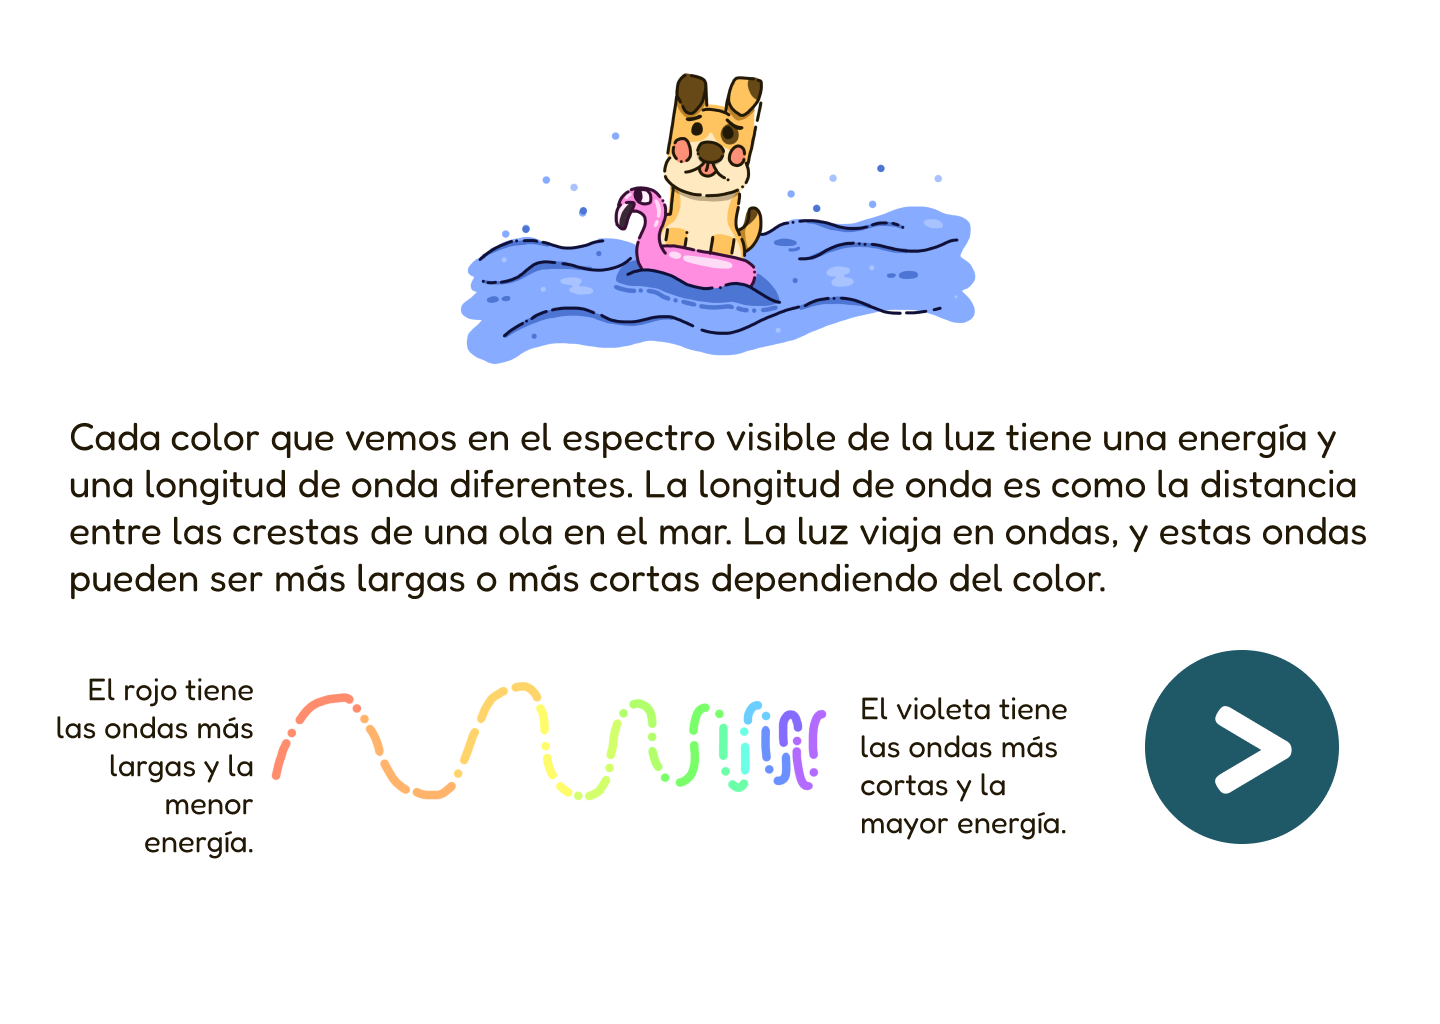 Cada color que vemos en el espectro visible de la luz tiene una energía y
una longitud de onda diferentes. La longitud de onda es como la distancia
entre las crestas de una ola en el mar. La luz viaja en ondas, y estas ondas
pueden ser más largas o más cortas dependiendo del color.
El rojo tiene
las ondas más
largas y la
menor
energía.
El violeta tiene
las ondas más
cortas y la
mayor energía.
>